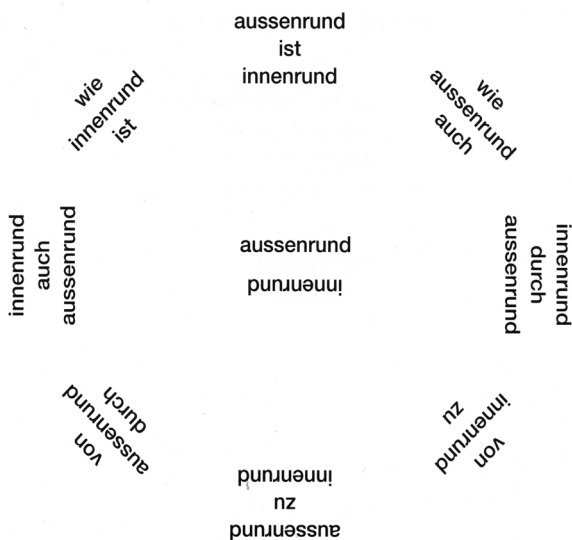 aussenrund
ist
innenrund
wie
aussenrund
auch
innenrund
durch
aussenrund
von
innenrund
zu
aussenrund
zu
innenrund
von
aussenrund
durch
innenrund
auch
aussenrund
wie
innenrund
ist
aussenrund
innenrund